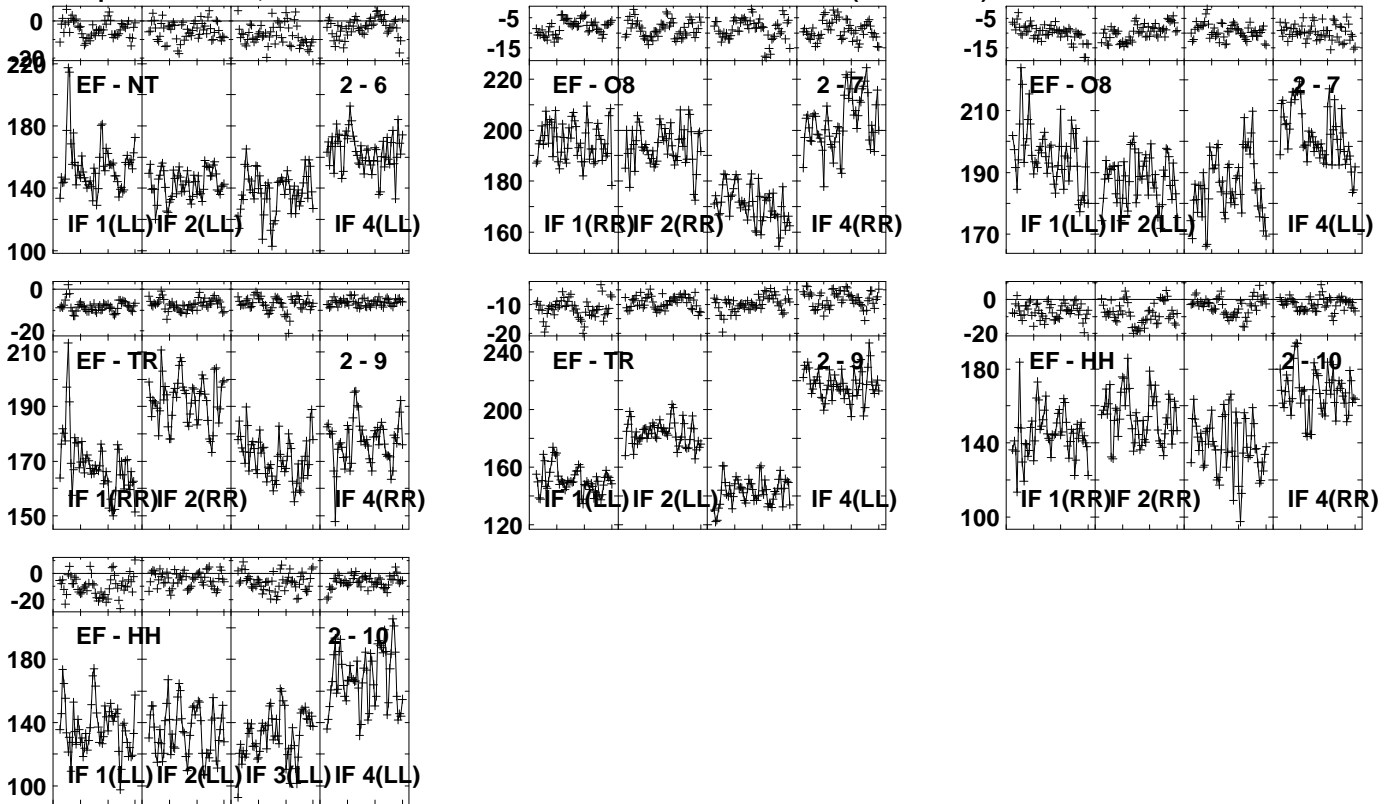 0
-20
220
180
140
100
EF - NT
2 - 6
IF 1(LL)
IF 2(LL)
IF 4(LL)
-5
-15
200
180
160
EF - O8
2 - 7
IF 1(RR)
IF 2(RR)
IF 4(RR)
-5
-15
210
190
170
EF - O8
2 - 7
IF 1(LL)
IF 2(LL)
IF 4(LL)
0
-20
210
190
170
150
EF - TR
2 - 9
IF 1(RR)
IF 2(RR)
IF 4(RR)
-10
-20
240
200
160
120
EF - TR
2 - 9
IF 1(LL)
IF 2(LL)
IF 4(LL)
0
-20
180
140
100
EF - HH
2 - 10
IF 1(RR)
IF 2(RR)
IF 4(RR)
0
-20
180
140
100
EF - HH
2 - 10
IF 1(LL)
IF 2(LL)
IF 3(LL)
IF 4(LL)